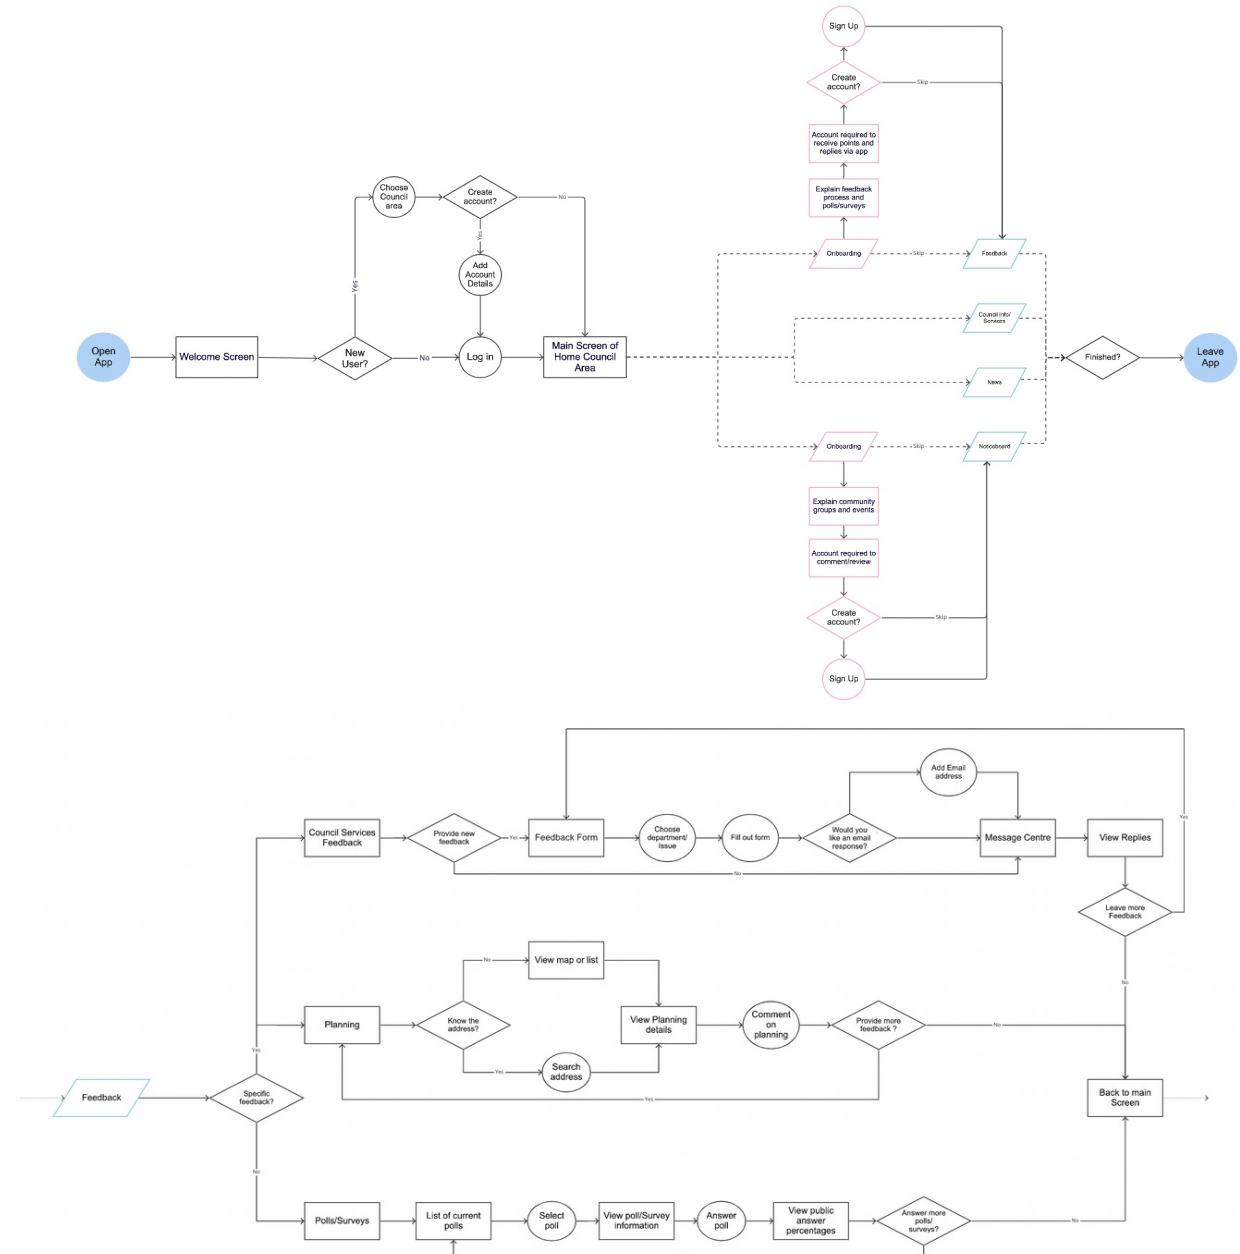 Sign Up
Create
account?
Skip
Account required to
receive points and
replies via app
Explain feedback
process and
polls/surveys
Onboarding
Skip
Feedback
Choose
Council
area
Create
account?
No
Yes
Yes
Add
Account
Details
Council Info/
Services
Open
App
Welcome Screen
New
User?
No
Log in
Main Screen of
Home Council
Area
Finished?
Leave
App
News
Onboarding
Skip
Noticeboard
Explain community
groups and events
Account required to
comment/review
Create
account?
Skip
Sign Up
Add Email
address
Council Services
Feedback
Provide new
feedback
Yes
Feedback Form
Choose
department/
Issue
Fill out form
Would you
like an email
response?
Message Centre
View Replies
Yes
No
Leave more
Feedback
No
No
View map or list
Planning
Know the
address?
View Planning
details
Comment
on
planning
Provide more
feedback ?
No
Yes
Yes
Search
address
Yes
Feedback
Specific
feedback?
Back to main
Screen
No
Polls/Surveys
List of current
polls
Select
poll
View poll/Survey
information
Answer
poll
View public
answer
percentages
Answer more
polls/
surveys?
No